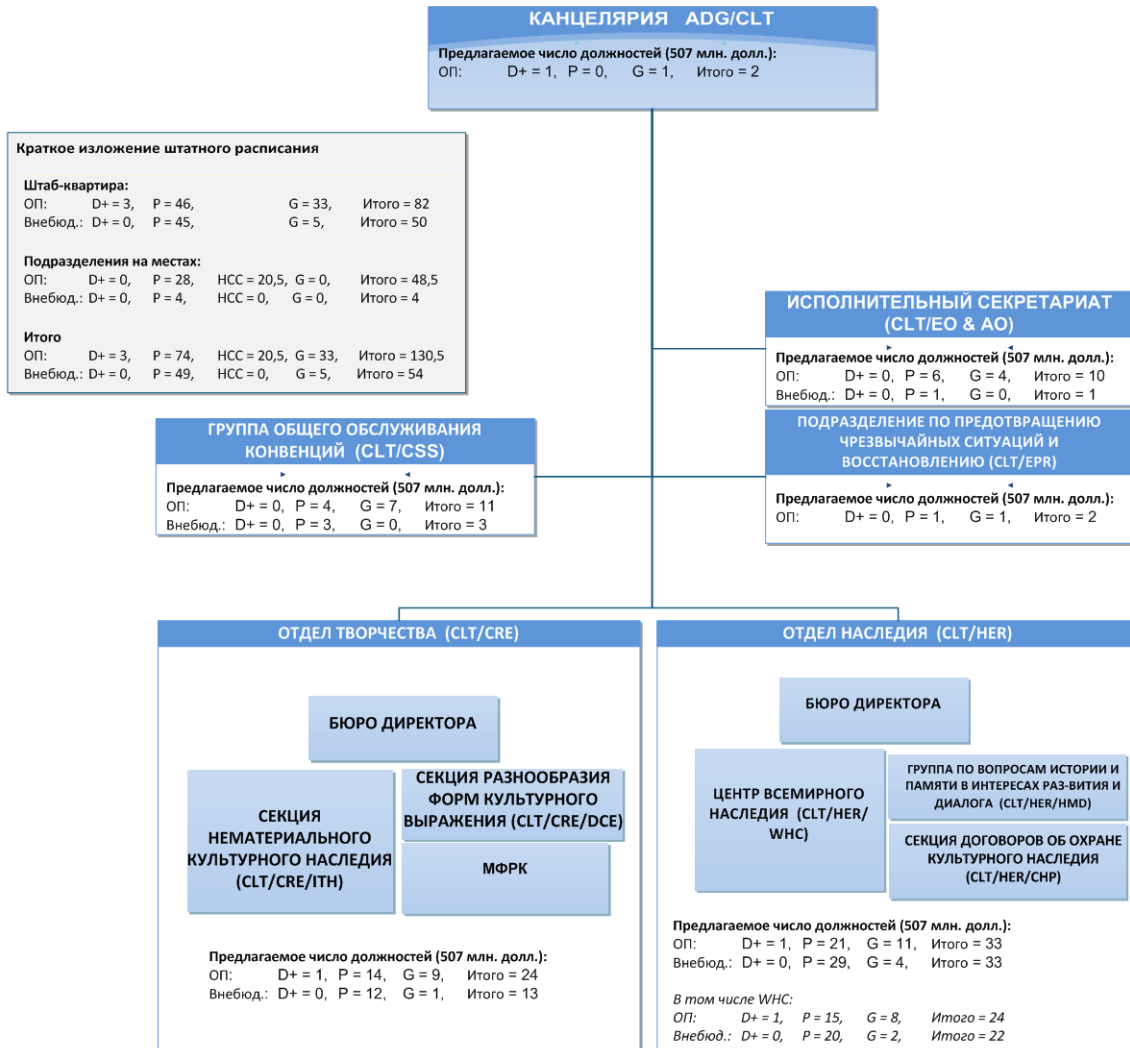 КАНЦЕЛЯРИЯ ADG/CLT
Предлагаемое число должностей (507 млн. долл.):
ОП: D+ = 1, P = 0, G = 1, Итого = 2
Краткое изложение штатного расписания
Штаб-квартира:
ОП: D+ = 3, P = 46, G = 33, Итого = 82
Внебюд.: D+ = 0, P = 45, G = 5, Итого = 50
Подразделения на местах:
ОП: D+ = 0, P = 28, НСС = 20,5, G = 0, Итого = 48,5
Внебюд.: D+ = 0, P = 4, НСС = 0, G = 0, Итого = 4
Итого
ОП: D+ = 3, P = 74, НСС = 20,5, G = 33, Итого = 130,5
Внебюд.: D+ = 0, P = 49, НСС = 0, G = 5, Итого = 54
ИСПОЛНИТЕЛЬНЫЙ СЕКРЕТАРИАТ
(CLT/EO & AO)
Предлагаемое число должностей (507 млн. долл.):
ОП: D+ = 0, P = 6, G = 4, Итого = 10
Внебюд.: D+ = 0, P = 1, G = 0, Итого = 1
ГРУППА ОБЩЕГО ОБСЛУЖИВАНИЯ
КОНВЕНЦИЙ (CLT/CSS)
Предлагаемое число должностей (507 млн. долл.):
ОП: D+ = 0, P = 4, G = 7, Итого = 11
Внебюд.: D+ = 0, P = 3, G = 0, Итого = 3
ПОДРАЗДЕЛЕНИЕ ПО ПРЕДОТВРАЩЕНИЮ
ЧРЕЗВЫЧАЙНЫХ СИТУАЦИЙ И
ВОССТАНОВЛЕНИЮ (CLT/EPR)
Предлагаемое число должностей (507 млн. долл.):
ОП: D+ = 0, P = 1, G = 1, Итого = 2
ОТДЕЛ ТВОРЧЕСТВА (CLT/CRE)
БЮРО ДИРЕКТОРА
СЕКЦИЯ
НЕМАТЕРИАЛЬНОГО
КУЛЬТУРНОГО НАСЛЕДИЯ
(CLT/CRE/ITH)
СЕКЦИЯ РАЗНООБРАЗИЯ
ФОРМ КУЛЬТУРНОГО
ВЫРАЖЕНИЯ (CLT/CRE/DCE)
МФРК
Предлагаемое число должностей (507 млн. долл.):
ОП: D+ = 1, P = 14, G = 9, Итого = 24
Внебюд.: D+ = 0, P = 12, G = 1, Итого = 13
ОТДЕЛ НАСЛЕДИЯ (CLT/HER)
БЮРО ДИРЕКТОРА
ЦЕНТР ВСЕМИРНОГО
НАСЛЕДИЯ (CLT/HER/
WHC)
ГРУППА ПО ВОПРОСАМ ИСТОРИИ И
ПАМЯТИ В ИНТЕРЕСАХ РАЗ-ВИТИЯ И
ДИАЛОГА (CLT/HER/HMD)
СЕКЦИЯ ДОГОВОРОВ ОБ ОХРАНЕ
КУЛЬТУРНОГО НАСЛЕДИЯ
(CLT/HER/CHP)
Предлагаемое число должностей (507 млн. долл.):
ОП: D+ = 1, P = 21, G = 11, Итого = 33
Внебюд.: D+ = 0, P = 29, G = 4, Итого = 33
В том числе WHC:
ОП: D+ = 1, P = 15, G = 8, Итого = 24
Внебюд.: D+ = 0, P = 20, G = 2, Итого = 22